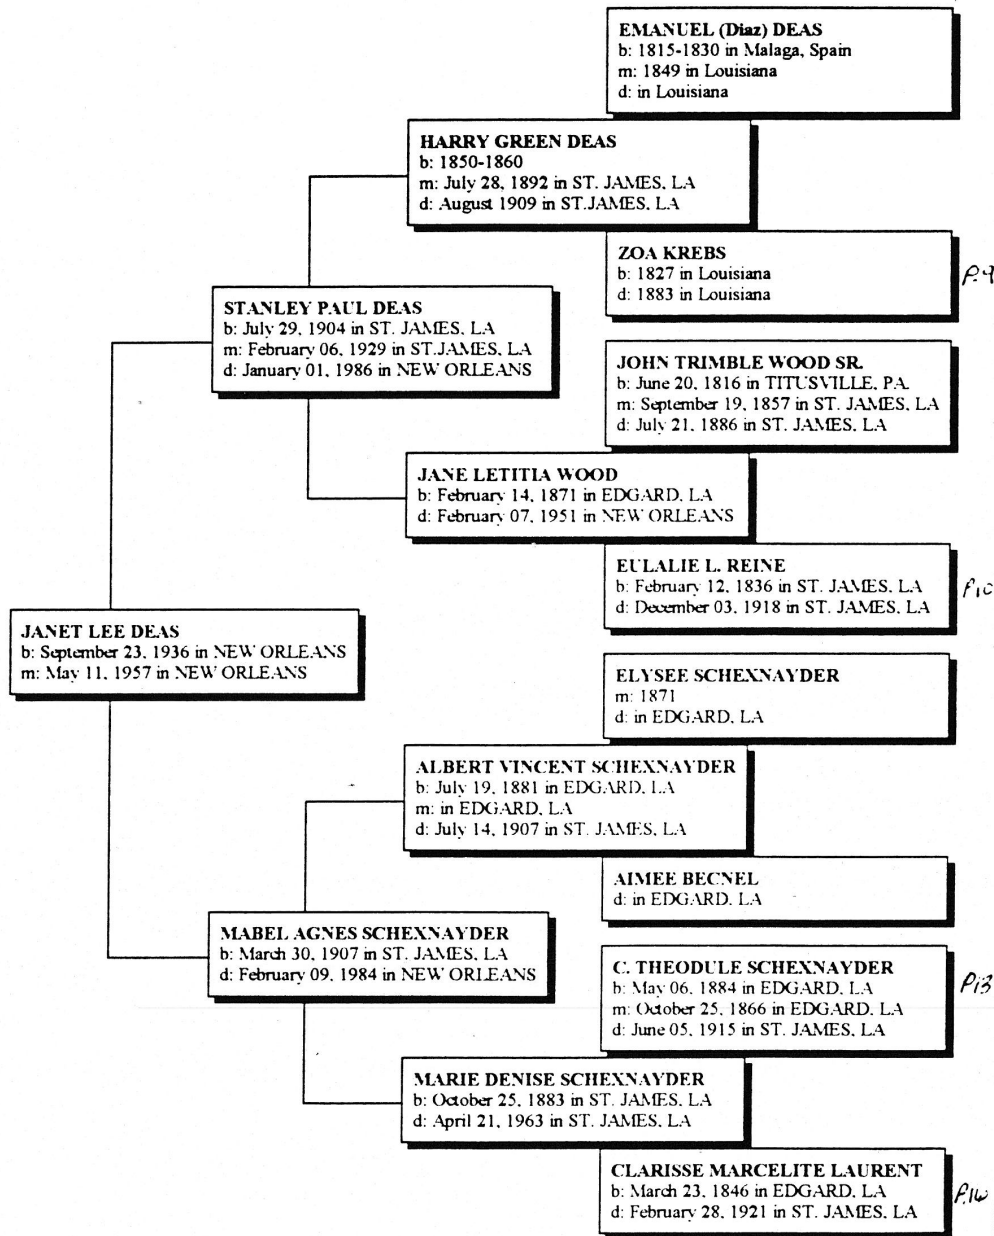 EMANUEL (Diaz) DEAS
b: 1815-1830 in Malaga, Spain
m: 1849 in Louisiana
d: in Louisiana
HARRY GREEN DEAS
b: 1850-1860
m: July 28, 1892 in ST. JAMES, LA
d: August 1909 in ST.JAMES, LA
ZOA KREBS
b: 1827 in Louisiana
d: 1883 in Louisiana
P.9
STANLEY PAUL DEAS
b: July 29, 1904 in ST. JAMES, LA
m: February 06, 1929 in ST.JAMES, LA
d: January 01, 1986 in NEW ORLEANS
JOHN TRIMBLE WOOD SR.
b: June 20, 1816 in TITUSVILLE, PA.
m: September 19, 1857 in ST. JAMES, LA
d: July 21, 1886 in ST. JAMES, LA
JANE LETITIA WOOD
b: February 14, 1871 in EDGARD, LA
d: February 07, 1951 in NEW ORLEANS
EULALIE L. REINE
b: February 12, 1836 in ST. JAMES, LA
d: December 03, 1918 in ST. JAMES, LA
P10
JANET LEE DEAS
b: September 23, 1936 in NEW ORLEANS
m: May 11, 1957 in NEW ORLEANS
ELYSEE SCHEXNAYDER
m: 1871
d: in EDGARD, LA
ALBERT VINCENT SCHEXNAYDER
b: July 19, 1881 in EDGARD, LA
m: in EDGARD, LA
d: July 14, 1907 in ST. JAMES, LA
AIMEE BECNEL
d: in EDGARD, LA
MABEL AGNES SCHEXNAYDER
b: March 30, 1907 in ST. JAMES, LA
d: February 09, 1984 in NEW ORLEANS
C. THEODULE SCHEXNAYDER
b: May 06, 1884 in EDGARD, LA
m: October 25, 1866 in EDGARD, LA
d: June 05, 1915 in ST. JAMES, LA
P13
MARIE DENISE SCHEXNAYDER
b: October 25, 1883 in ST. JAMES, LA
d: April 21, 1963 in ST. JAMES, LA
CLARISSE MARCELITE LAURENT
b: March 23, 1846 in EDGARD, LA
d: February 28, 1921 in ST. JAMES, LA
P.16